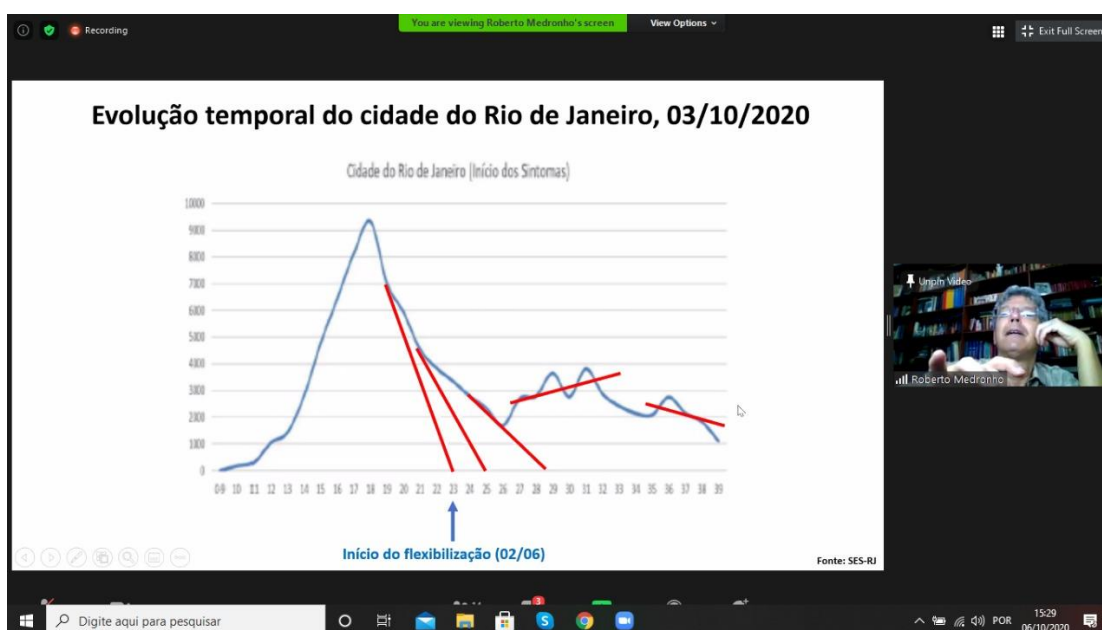 Recording
You are viewing Roberto Medronho's screen
View Options
Exit Full Screen
Evolução temporal do cidade do Rio de Janeiro, 03/10/2020
Cidade do Rio de Janeiro (Início dos Sintomas)
10000
9000
8000
7000
6000
5000
4000
3000
2000
1000
0
09 10 11 12 13 14 15 16 17 18 19 20 21 22 23 24 25 26 27 28 29 30 31 32 33 34 35 36 37 38 39
Início do flexibilização (02/06)
Fonte: SES-RJ
Unpin Video
Roberto Medronho
3
Digite aqui para pesquisar
POR
15:29
06/10/2020